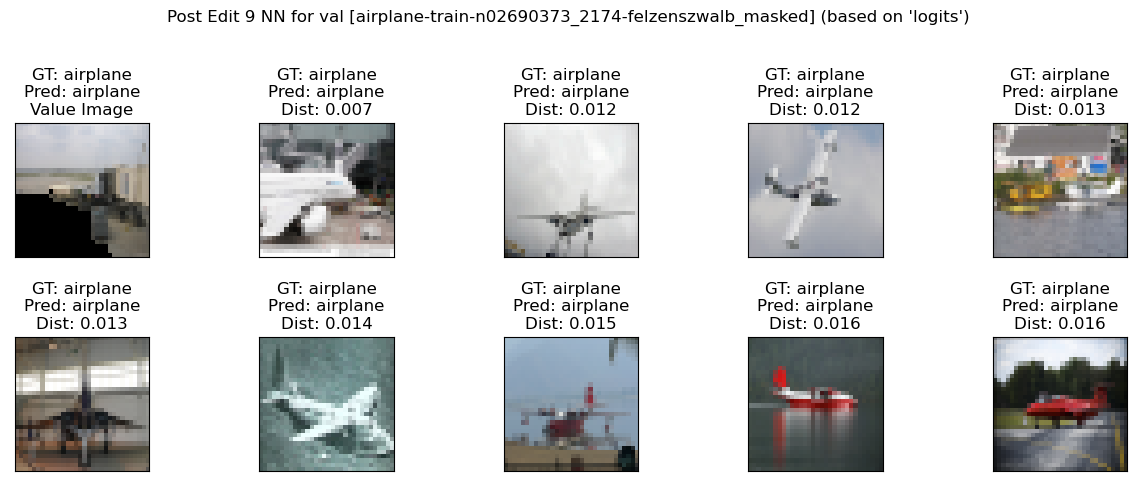 Post Edit 9 NN for val [airplane-train-n02690373_2174-felzenszwalb_masked] (based on 'logits')
GT: airplane
Pred: airplane
Value Image
GT: airplane
Pred: airplane
Dist: 0.007
GT: airplane
Pred: airplane
Dist: 0.012
GT: airplane
Pred: airplane
Dist: 0.012
GT: airplane
Pred: airplane
Dist: 0.013
GT: airplane
Pred: airplane
Dist: 0.013
GT: airplane
Pred: airplane
Dist: 0.014
GT: airplane
Pred: airplane
Dist: 0.015
GT: airplane
Pred: airplane
Dist: 0.016
GT: airplane
Pred: airplane
Dist: 0.016